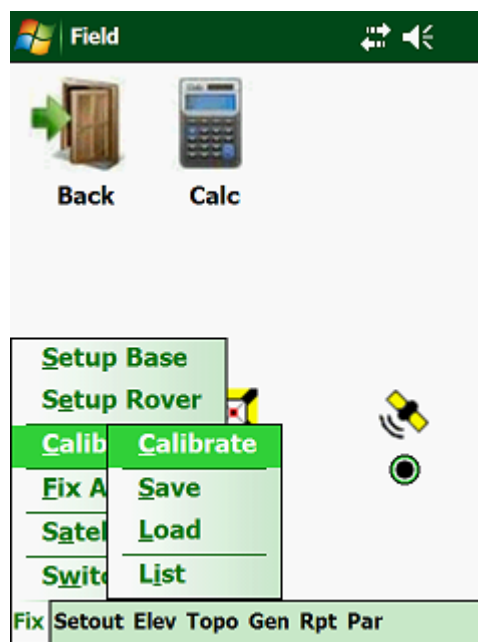 Field
Back Calc
Setup Base
Setup Rover
Calib
Calibrate
Fix A
Save
Satel
Load
Switc
List
Fix Setout Elev Topo Gen Rpt Par